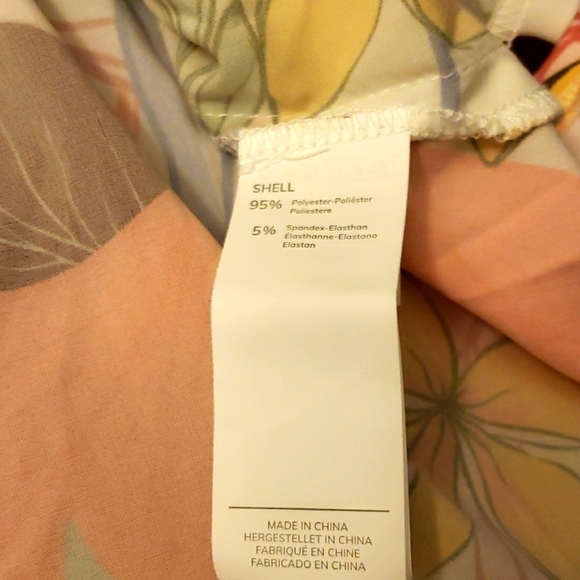 SHELL
95% Polyester-Poliéster
Poliestere
5% Spandex-Elasthan
Élasthanne-Elastano
Elastan
MADE IN CHINA
HERGESTELLET IN CHINA
FABRIQUÉ EN CHINE
FABRICADO EN CHINA